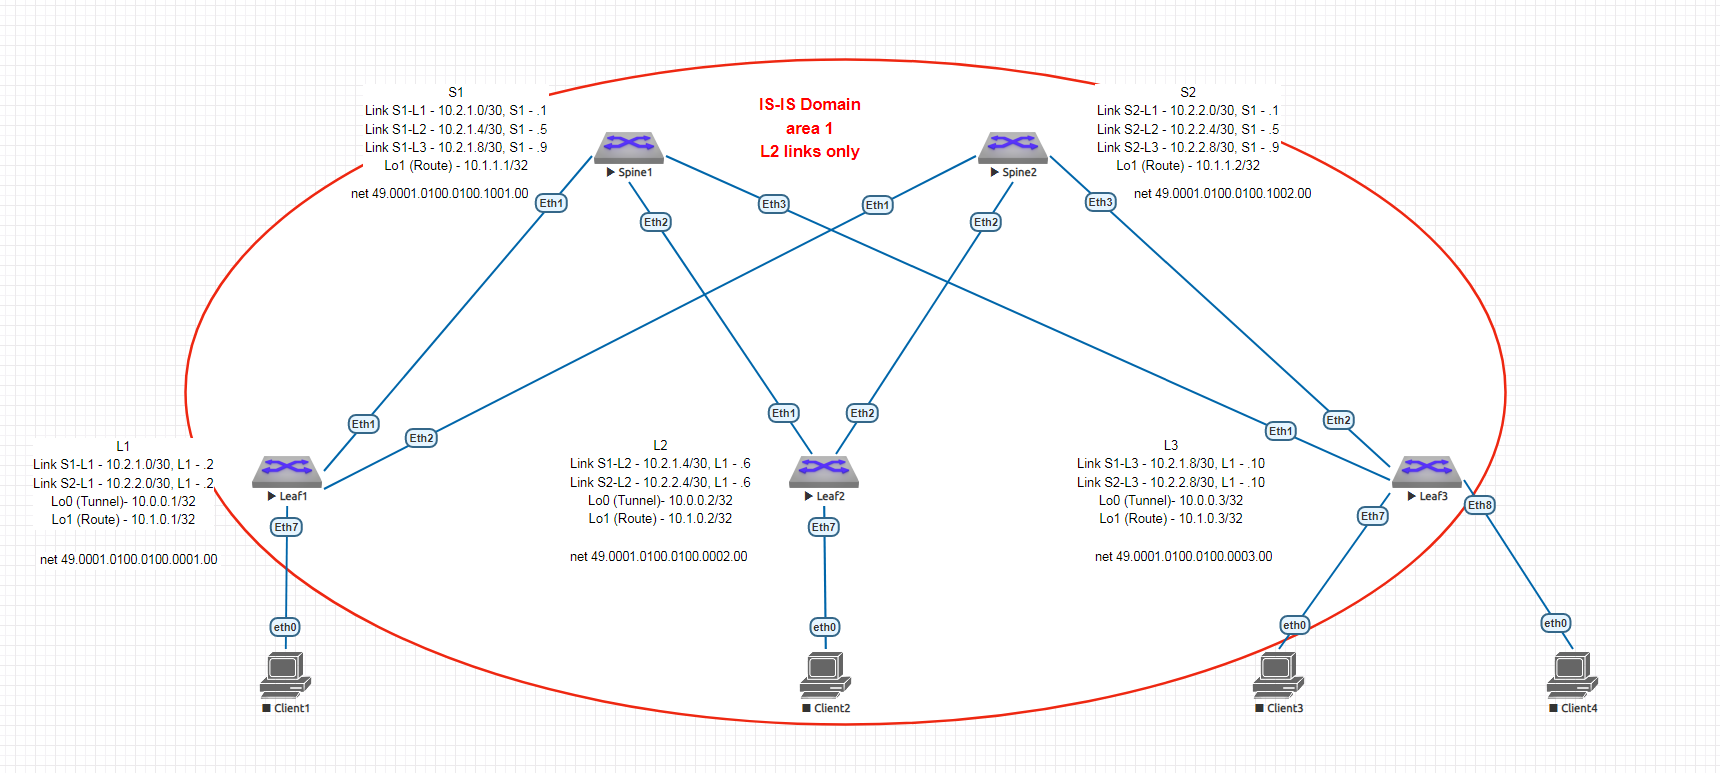 S1
Link S1-L1 - 10.2.1.0/30, S1 - .1
Link S1-L2 - 10.2.1.4/30, S1 - .5
Link S1-L3 - 10.2.1.8/30, S1 - .9
Lo1 (Route) - 10.1.1.1/32
net 49.0001.0100.0100.1001.00
IS-IS Domain
area 1
L2 links only
S2
Link S2-L1 - 10.2.2.0/30, S1 - .1
Link S2-L2 - 10.2.2.4/30, S1 - .5
Link S2-L3 - 10.2.2.8/30, S1 - .9
Lo1 (Route) - 10.1.1.2/32
net 49.0001.0100.0100.1002.00
Spine1
Spine2
Eth1
Eth2
Eth3
Eth1
Eth2
Eth3
Eth1
Eth2
Eth1
Eth2
Eth1
Eth2
L1
Link S1-L1 - 10.2.1.0/30, L1 - .2
Link S2-L1 - 10.2.2.0/30, L1 - .2
Lo0 (Tunnel)- 10.0.0.1/32
Lo1 (Route) - 10.1.0.1/32
net 49.0001.0100.0100.0001.00
Leaf1
L2
Link S1-L2 - 10.2.1.4/30, L1 - .6
Link S2-L2 - 10.2.2.4/30, L1 - .6
Lo0 (Tunnel)- 10.0.0.2/32
Lo1 (Route) - 10.1.0.2/32
net 49.0001.0100.0100.0002.00
Leaf2
L3
Link S1-L3 - 10.2.1.8/30, L1 - .10
Link S2-L3 - 10.2.2.8/30, L1 - .10
Lo0 (Tunnel)- 10.0.0.3/32
Lo1 (Route) - 10.1.0.3/32
net 49.0001.0100.0100.0003.00
Leaf3
Eth7
Eth7
Eth7
Eth8
eth0
eth0
eth0
eth0
Client1
Client2
Client3
Client4